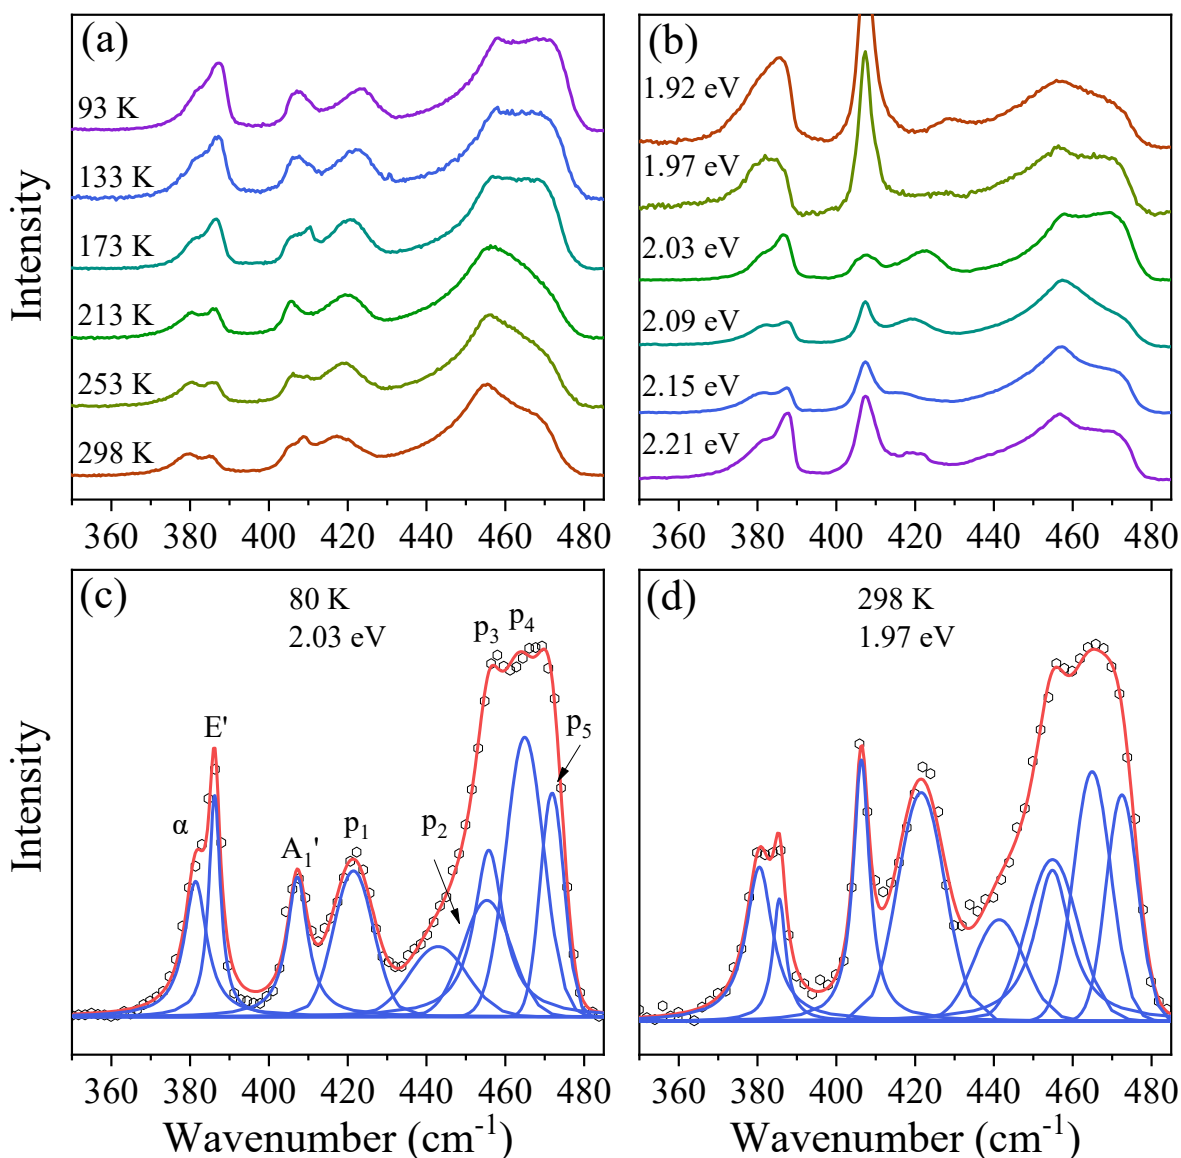 (a)
93 K
133 K
173 K
213 K
253 K
298 K
Intensity
360 380 400 420 440 460 480
(b)
1.92 eV
1.97 eV
2.03 eV
2.09 eV
2.15 eV
2.21 eV
360 380 400 420 440 460 480
(c)
80 K
2.03 eV
α
E'
A₁'
p₁
p₂
p₃
p₄
p₅
Intensity
360 380 400 420 440 460 480
Wavenumber (cm⁻¹)
(d)
298 K
1.97 eV
360 380 400 420 440 460 480
Wavenumber (cm⁻¹)